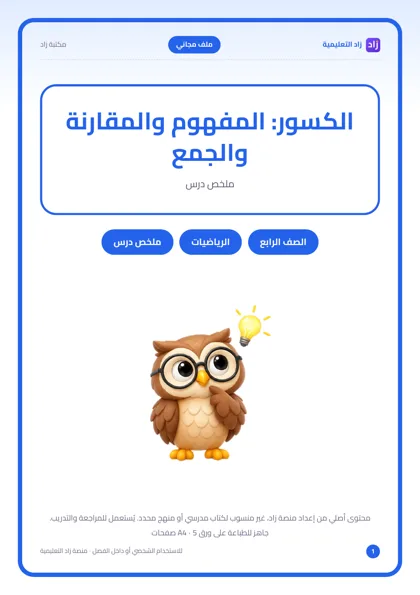 زاد زاد التعليمية
ملف مجاني
مكتبة زاد
الكسور: المفهوم والمقارنة
والجمع
ملخص درس
الصف الرابع
الرياضيات
ملخص درس
محتوى أصلي من إعداد منصة زاد، غير منسوب لكتاب مدرسي أو منهج محدد. يُستعمل للمراجعة والتدريب.
جاهز للطباعة على ورق A4 · 5 صفحات
1
للاستخدام الشخصي أو داخل الفصل · منصة زاد التعليمية